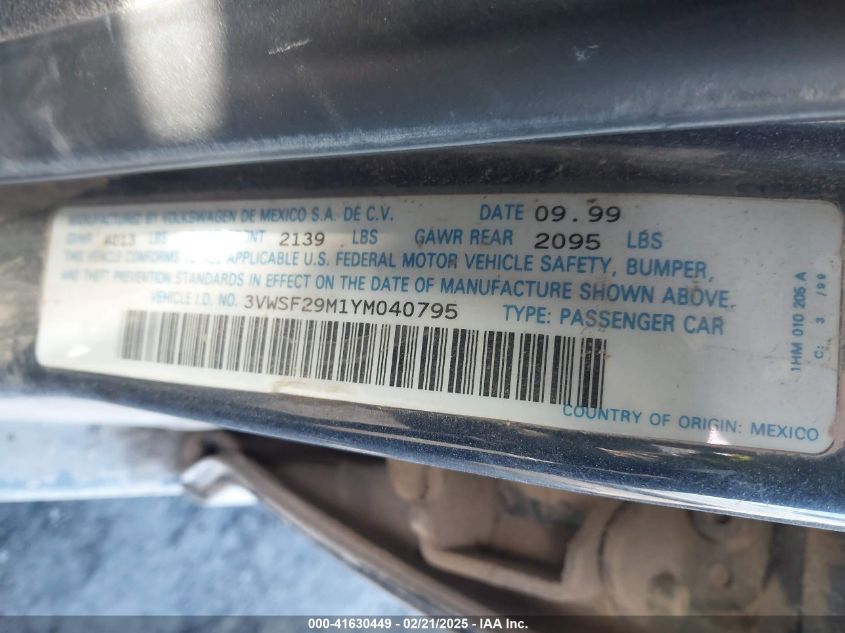 MANUFACTURED BY VOLKSWAGEN DE MEXICO S.A. DE C.V. DATE 09.99
GVWR 4013 LBS 2139 LBS GAWR REAR 2095 LBS
THIS VEHICLE CONFORMS TO ALL APPLICABLE U.S. FEDERAL MOTOR VEHICLE SAFETY, BUMPER,
AND THEFT PREVENTION STANDARDS IN EFFECT ON THE DATE OF MANUFACTURE SHOWN ABOVE.
VEHICLE I.D. NO. 3VWSF29M1YM040795 TYPE: PASSENGER CAR
COUNTRY OF ORIGIN: MEXICO
1HM 010 205 A
C: 3 /99
000-41630449 - 02/21/2025 - IAA Inc.